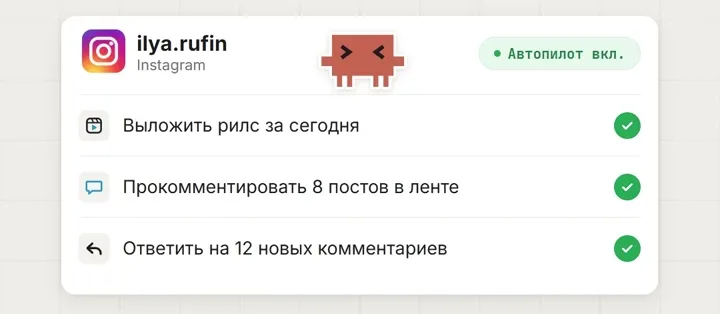 ilya.rufin
Instagram
Автопилот вкл.
Выложить рилс за сегодня
Прокомментировать 8 постов в ленте
Ответить на 12 новых комментариев